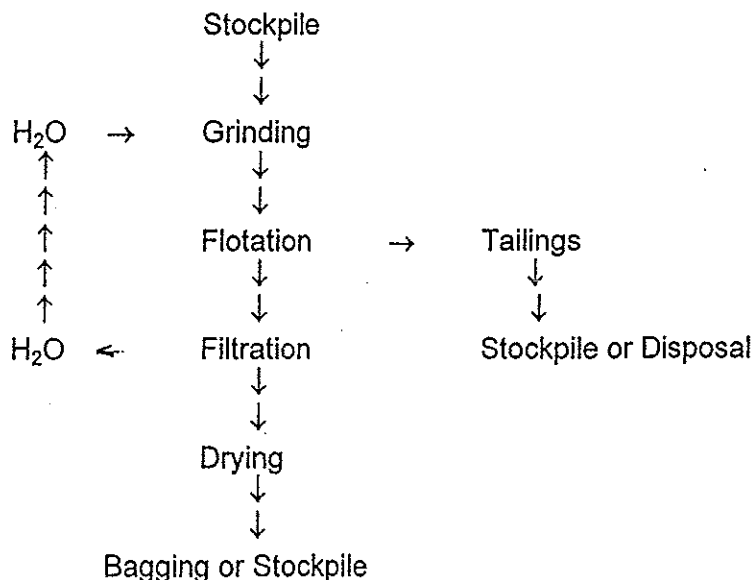 Stockpile
H₂O → Grinding
Flotation → Tailings
H₂O ← Filtration Stockpile or Disposal
Drying
Bagging or Stockpile